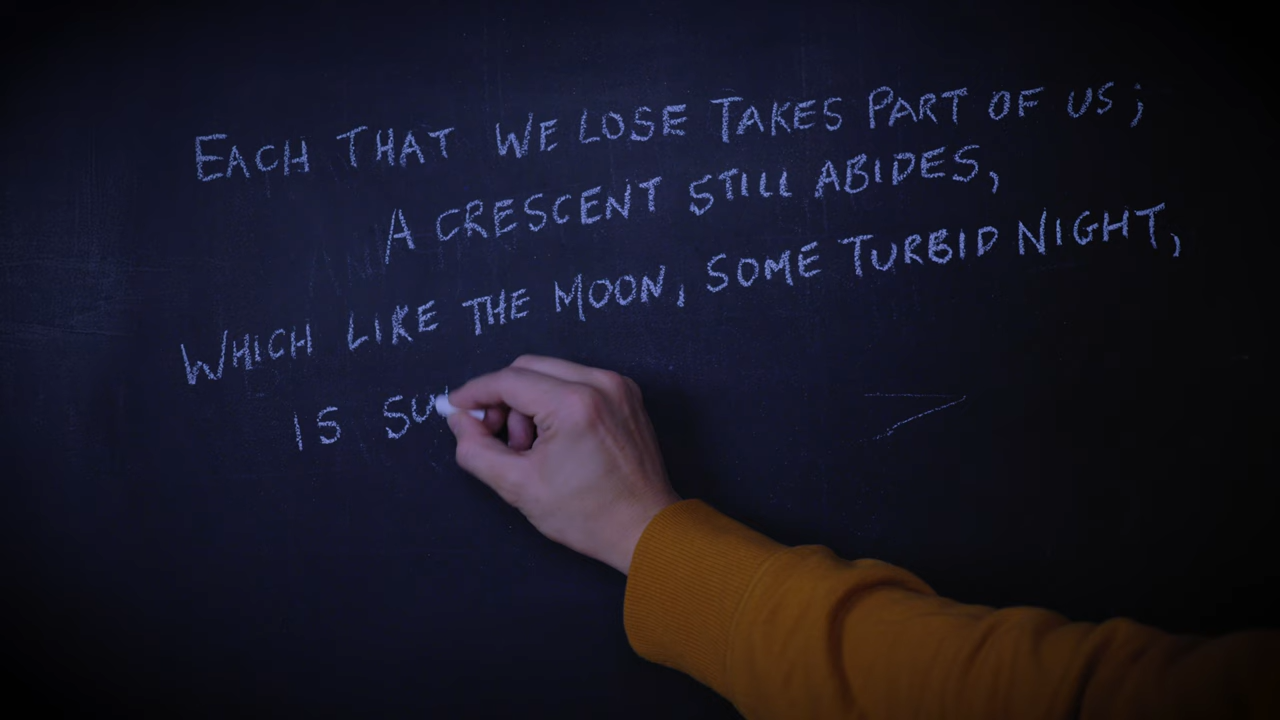 EACH THAT WE LOSE TAKES PART OF US;
A CRESCENT STILL ABIDES,
WHICH LIKE THE MOON, SOME TURBID NIGHT,
IS